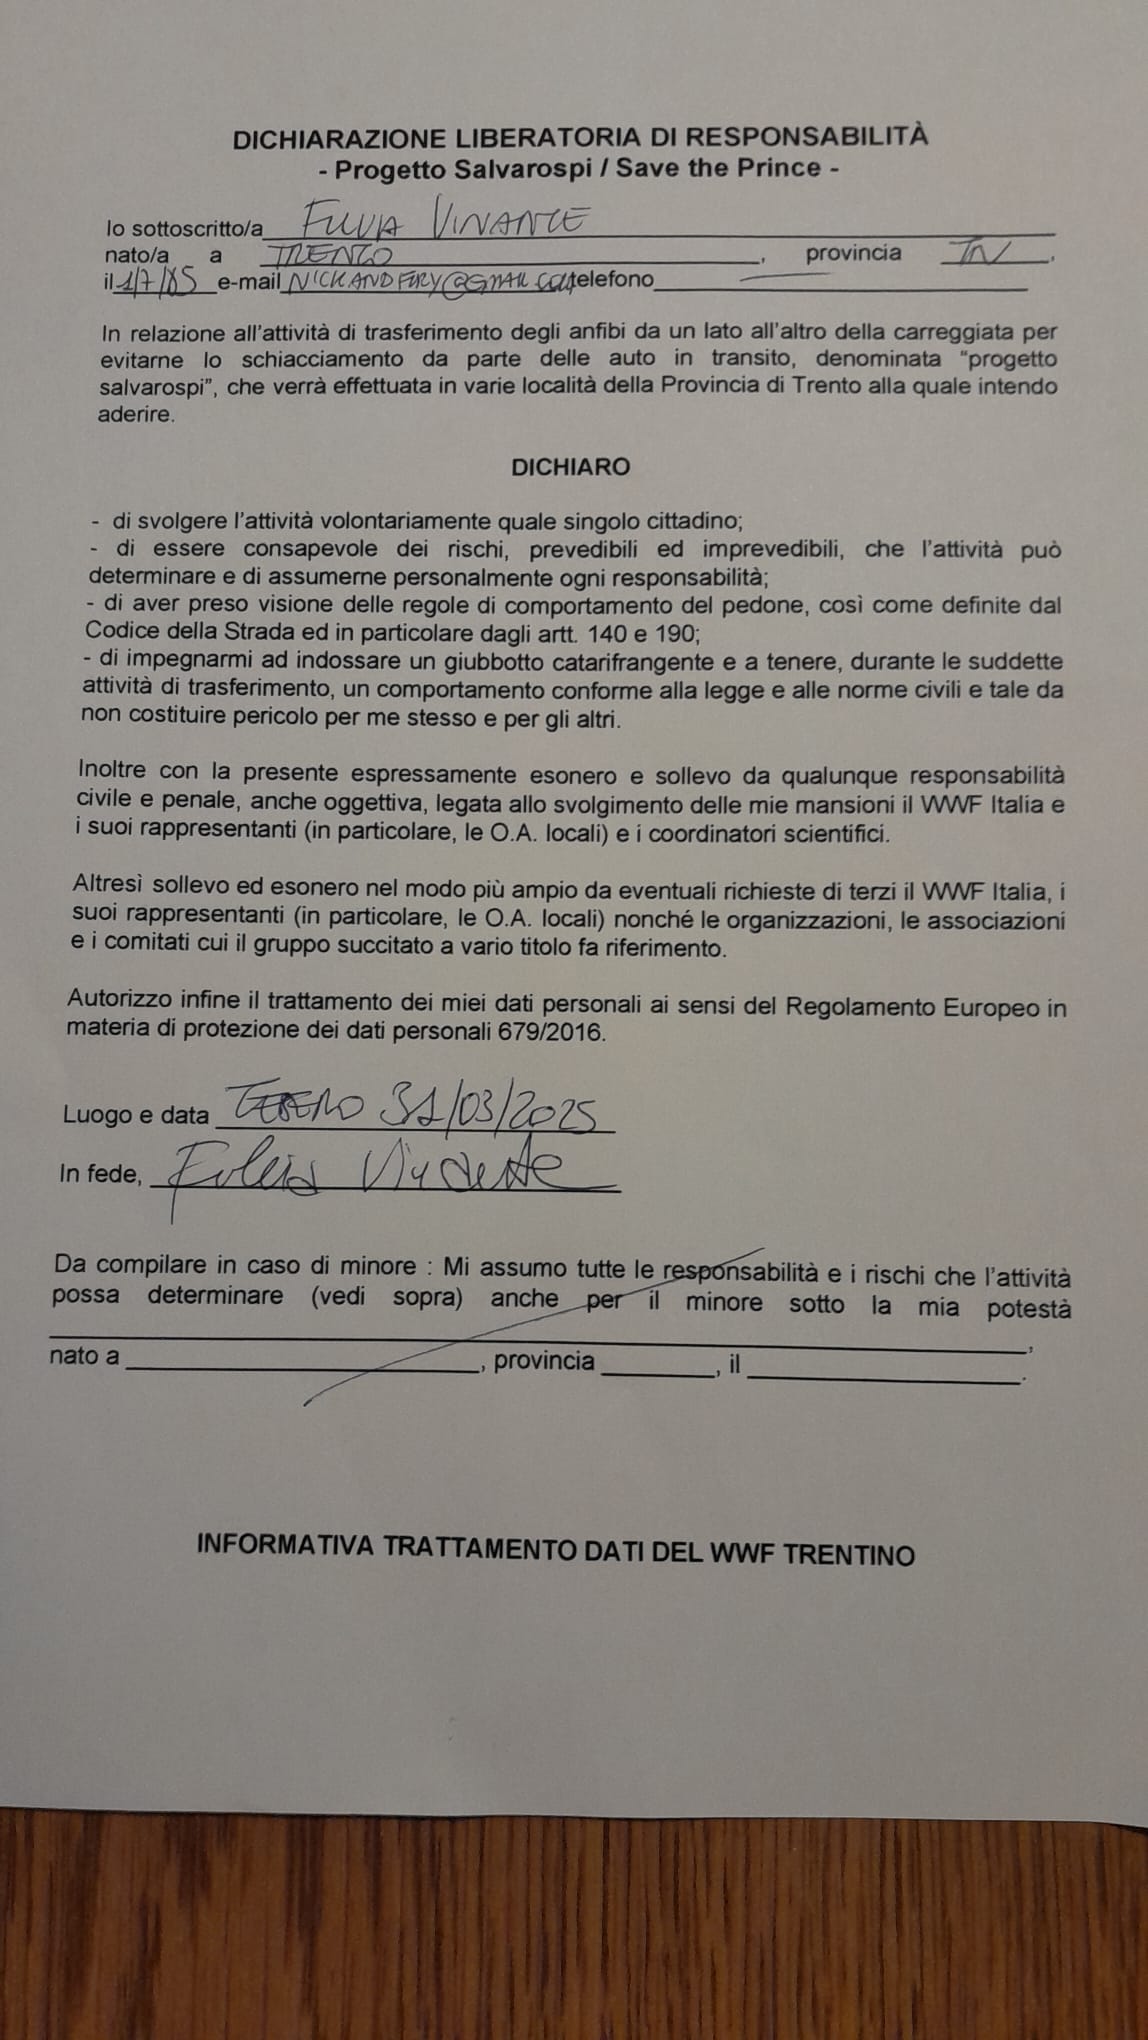 DICHIARAZIONE LIBERATORIA DI RESPONSABILITÀ
- Progetto Salvarospi / Save the Prince -
Io sottoscritto/a FULVIA VINANTE
nato/a a TRENTO, provincia TN,
il 1/7/85 e-mail NICKANDFURY@GMAIL.COM telefono
In relazione all'attività di trasferimento degli anfibi da un lato all'altro della carreggiata per
evitarne lo schiacciamento da parte delle auto in transito, denominata “progetto
salvarospi”, che verrà effettuata in varie località della Provincia di Trento alla quale intendo
aderire.
DICHIARO
- di svolgere l'attività volontariamente quale singolo cittadino;
- di essere consapevole dei rischi, prevedibili ed imprevedibili, che l'attività può
determinare e di assumerne personalmente ogni responsabilità;
- di aver preso visione delle regole di comportamento del pedone, così come definite dal
Codice della Strada ed in particolare dagli artt. 140 e 190;
- di impegnarmi ad indossare un giubbotto catarifrangente e a tenere, durante le suddette
attività di trasferimento, un comportamento conforme alla legge e alle norme civili e tale da
non costituire pericolo per me stesso e per gli altri.
Inoltre con la presente espressamente esonero e sollevo da qualunque responsabilità
civile e penale, anche oggettiva, legata allo svolgimento delle mie mansioni il WWF Italia e
i suoi rappresentanti (in particolare, le O.A. locali) e i coordinatori scientifici.
Altresì sollevo ed esonero nel modo più ampio da eventuali richieste di terzi il WWF Italia, i
suoi rappresentanti (in particolare, le O.A. locali) nonché le organizzazioni, le associazioni
e i comitati cui il gruppo succitato a vario titolo fa riferimento.
Autorizzo infine il trattamento dei miei dati personali ai sensi del Regolamento Europeo in
materia di protezione dei dati personali 679/2016.
Luogo e data 31/03/2025
In fede, Fulvia Vinante
Da compilare in caso di minore : Mi assumo tutte le responsabilità e i rischi che l'attività
possa determinare (vedi sopra) anche per il minore sotto la mia potestà
,
nato a , provincia , il .
INFORMATIVA TRATTAMENTO DATI DEL WWF TRENTINO